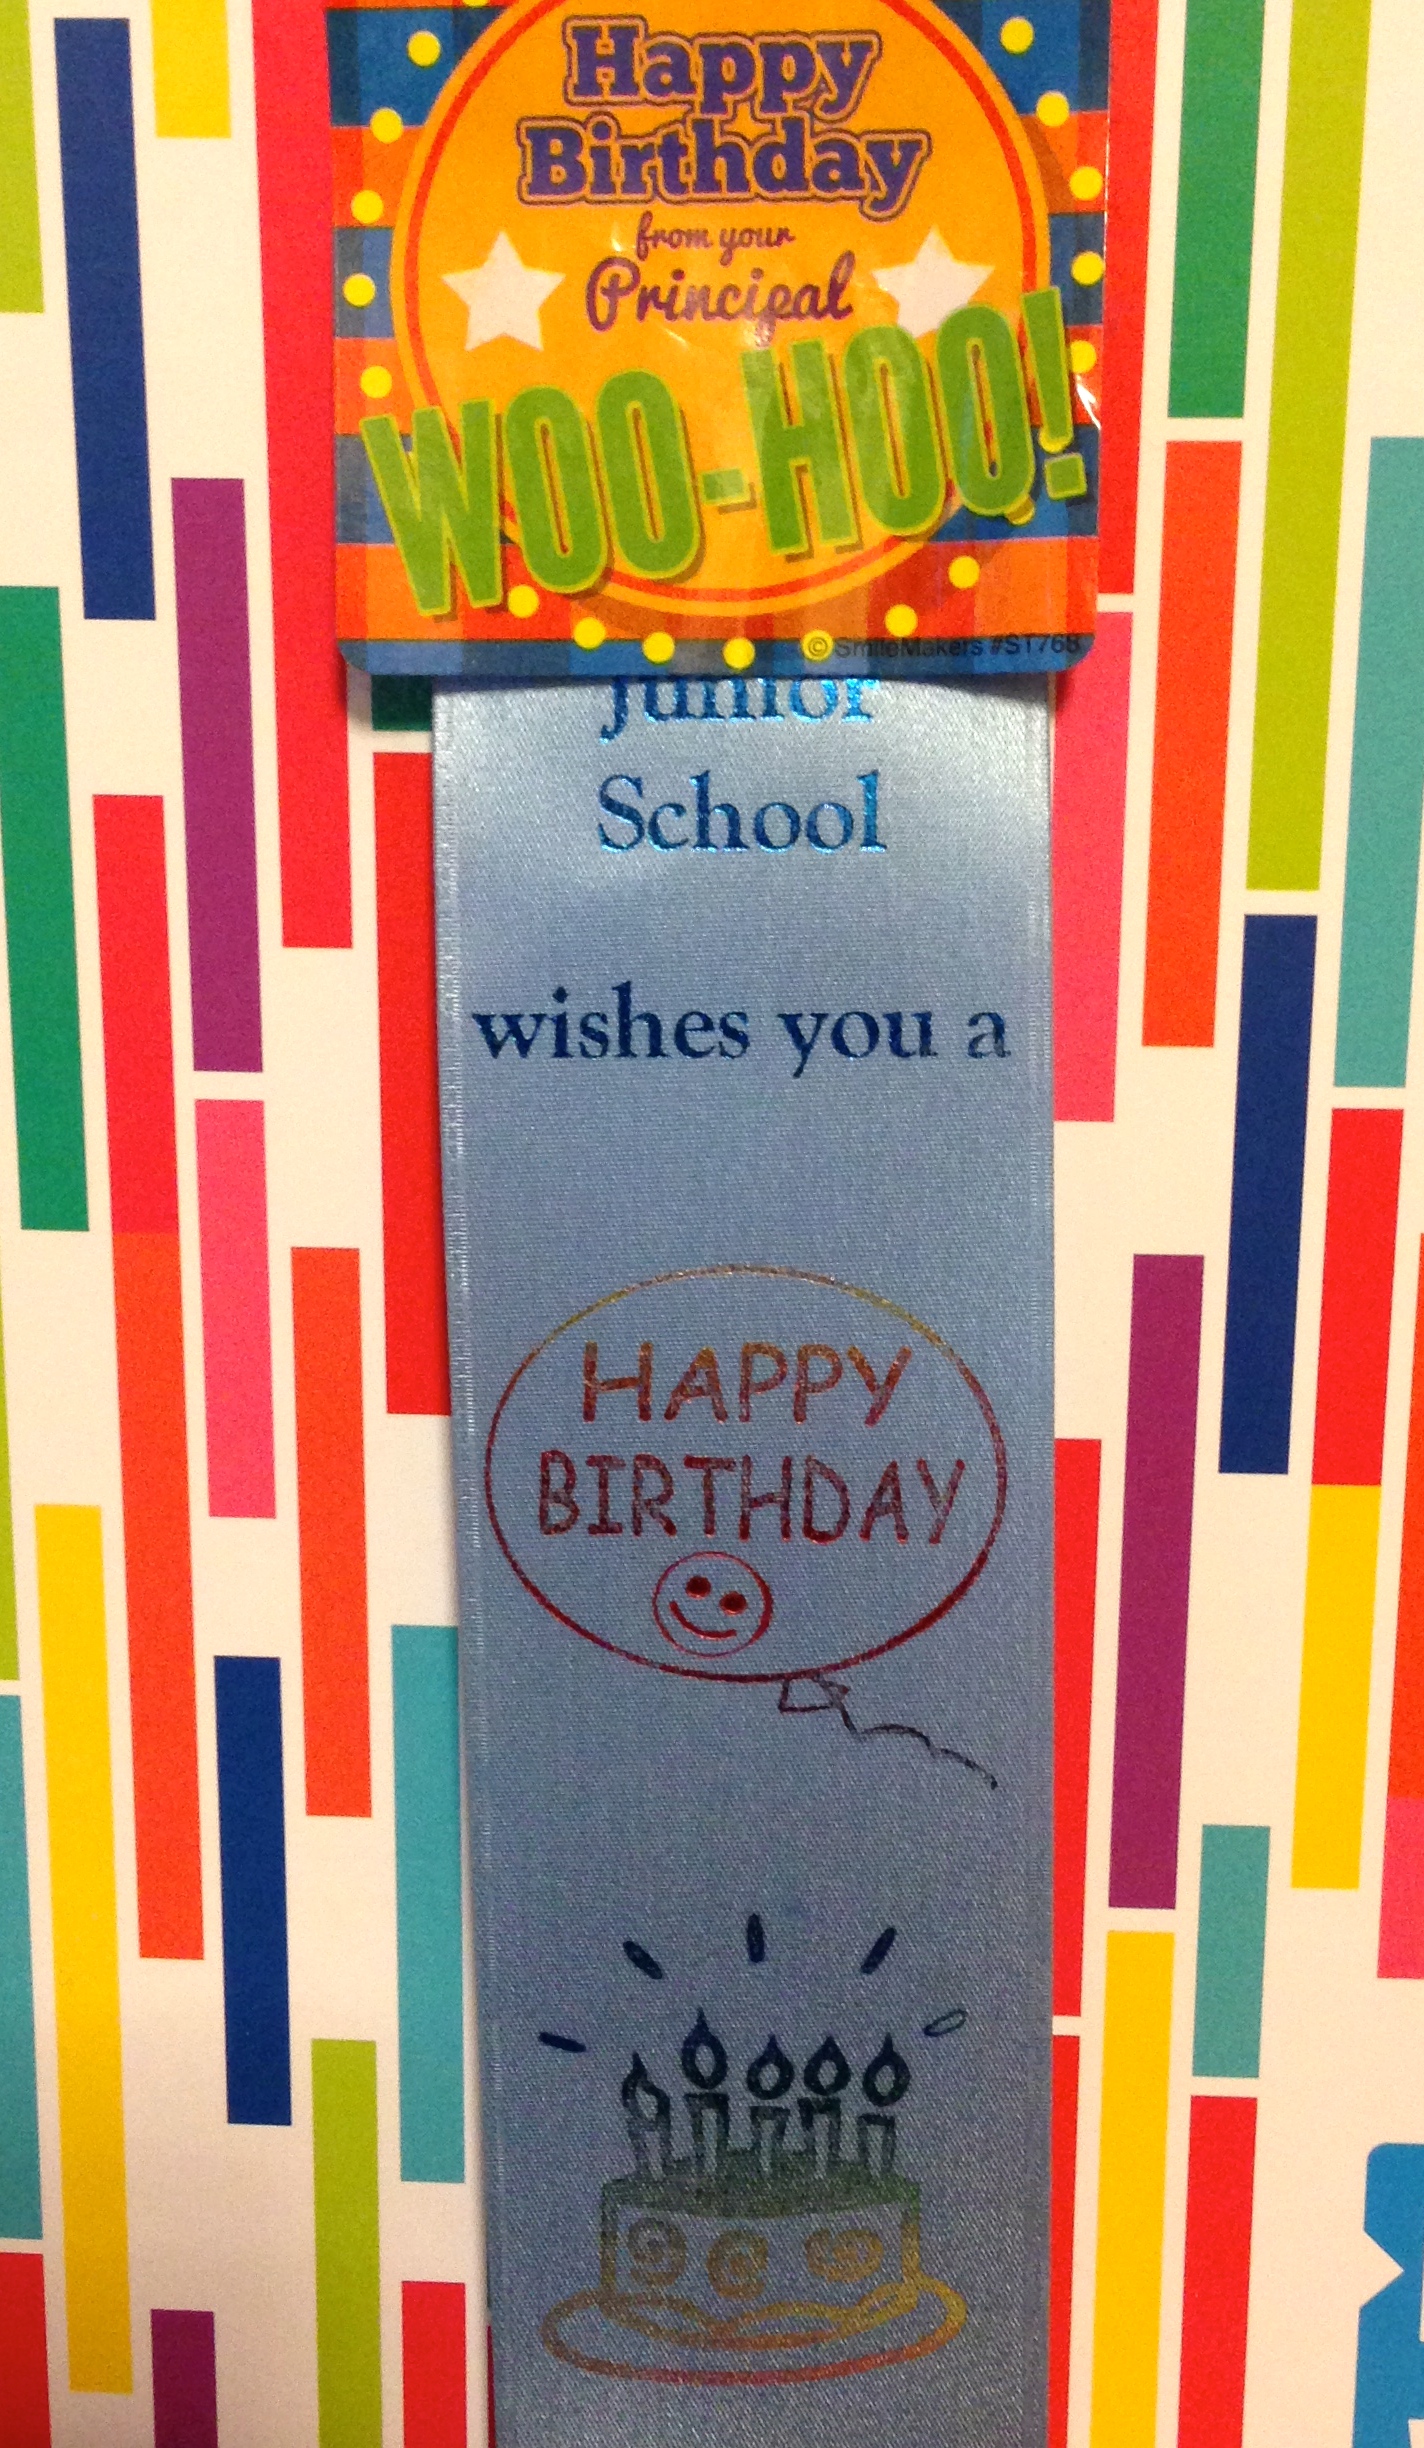 Happy
Birthday
from your
Principal
WOO-HOO!
© SmileMakers #ST768
Junior
School
wishes you a
HAPPY
BIRTHDAY